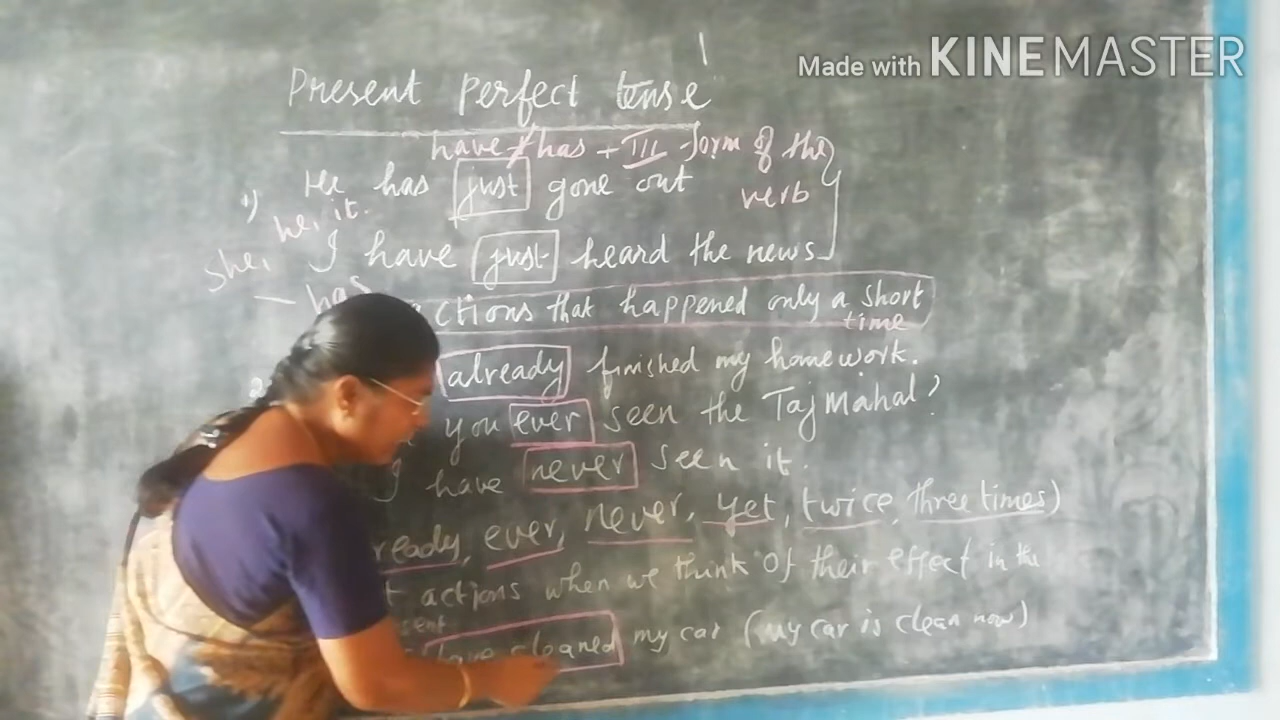 Made with KINEMASTER
Present perfect tense
have / has + III form of the
verb
He has just gone out
1)
she, he, it.
I have just heard the news
has
ctions that happened only a short
time
already finished my homework.
you ever seen the Taj Mahal?
I have never seen it.
ready, ever, never, yet, twice, three times)
t actions when we think of their effect in the
sent
have cleaned my car (my car is clean now)